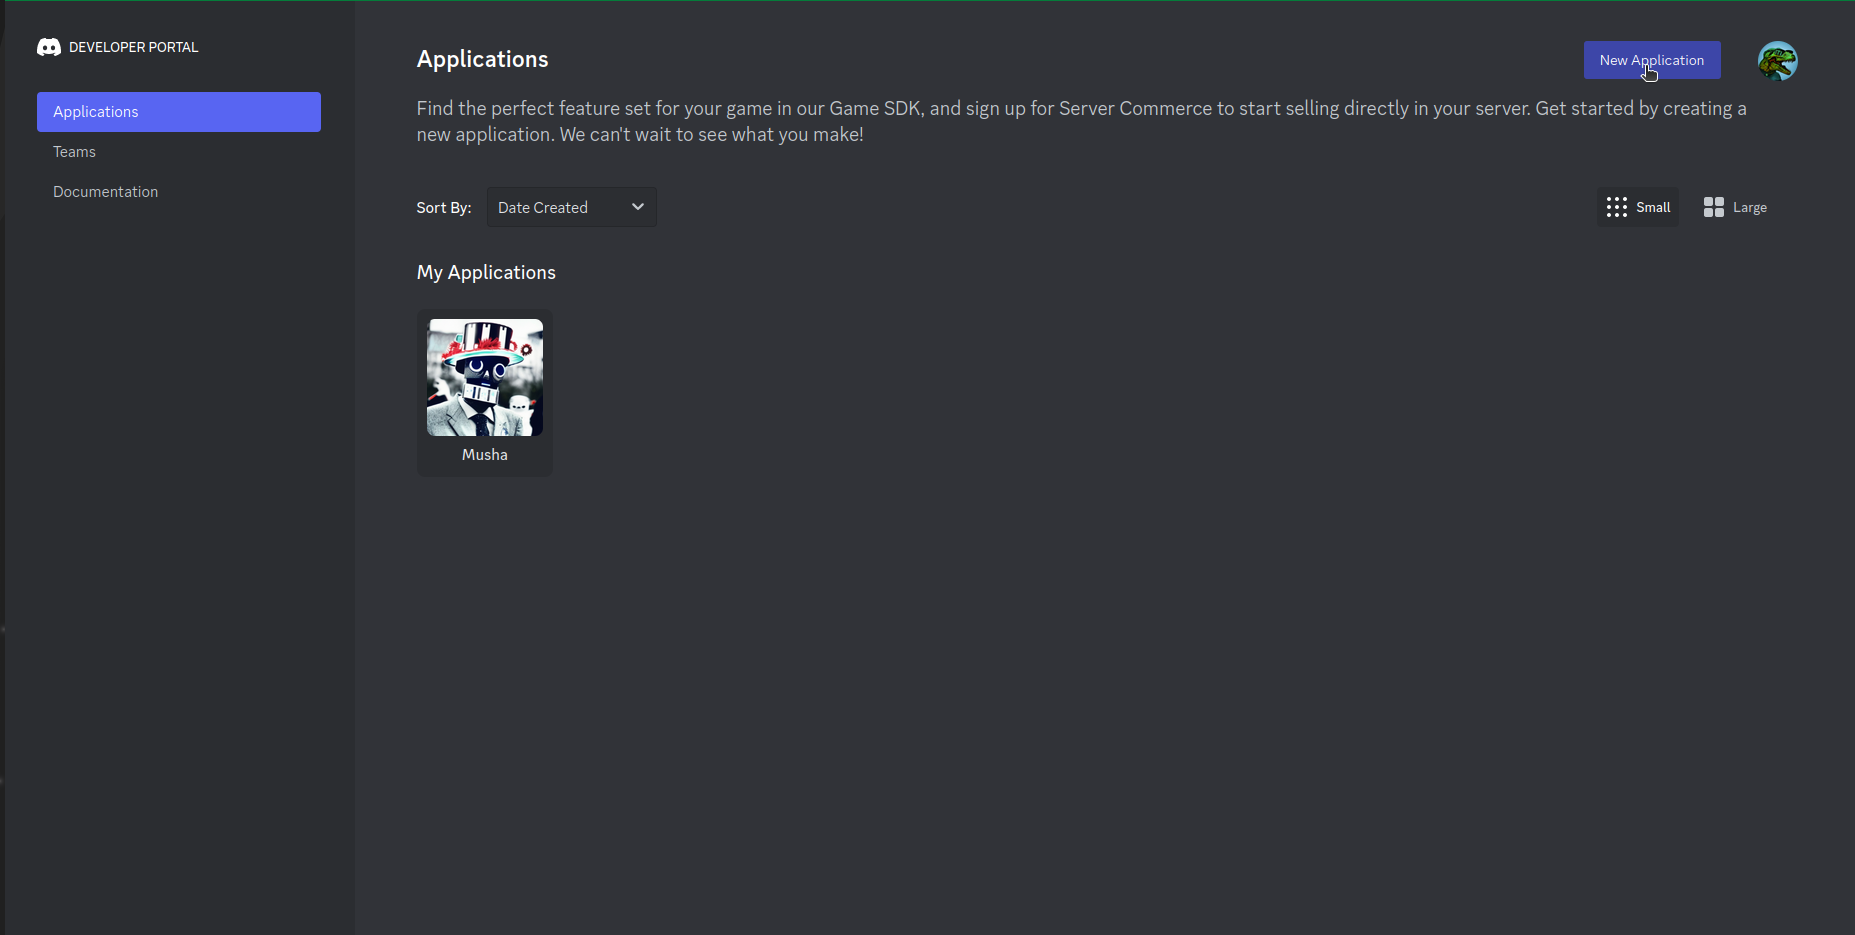 DEVELOPER PORTAL
Applications
Teams
Documentation
Applications
New Application
Find the perfect feature set for your game in our Game SDK, and sign up for Server Commerce to start selling directly in your server. Get started by creating a
new application. We can't wait to see what you make!
Sort By: Date Created
Small Large
My Applications
Musha